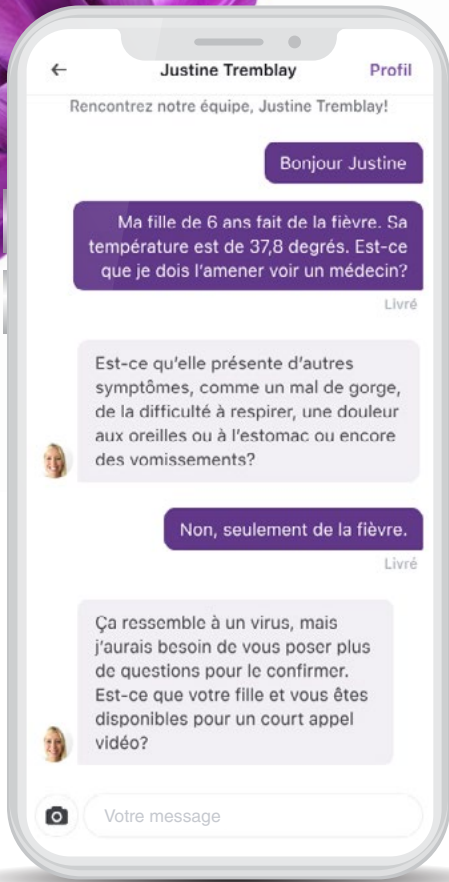 Justine Tremblay Profil
Rencontrez notre équipe, Justine Tremblay!
Bonjour Justine
Ma fille de 6 ans fait de la fièvre. Sa
température est de 37,8 degrés. Est-ce
que je dois l'amener voir un médecin?
Livré
Est-ce qu'elle présente d'autres
symptômes, comme un mal de gorge,
de la difficulté à respirer, une douleur
aux oreilles ou à l'estomac ou encore
des vomissements?
Non, seulement de la fièvre.
Livré
Ça ressemble à un virus, mais
j'aurais besoin de vous poser plus
de questions pour le confirmer.
Est-ce que votre fille et vous êtes
disponibles pour un court appel
vidéo?
Votre message